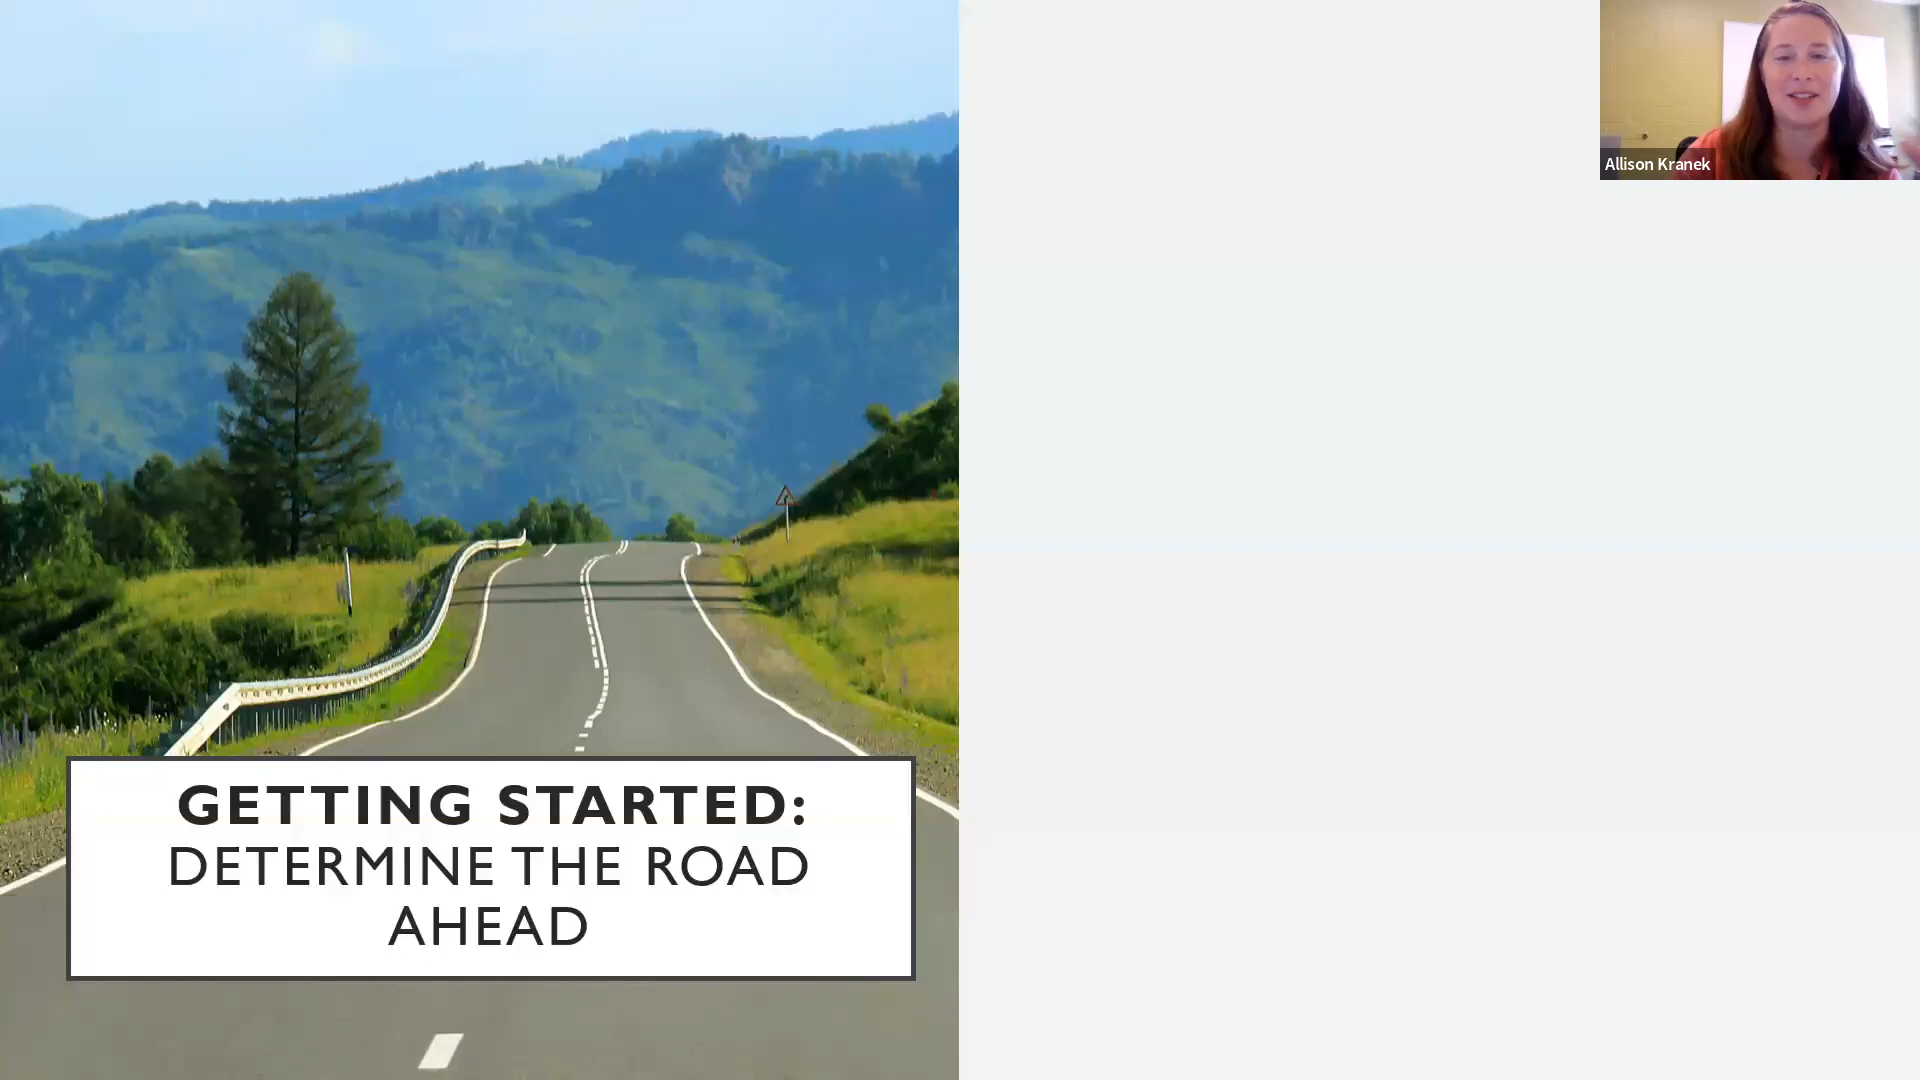 Allison Kranek
GETTING STARTED:
DETERMINE THE ROAD
AHEAD